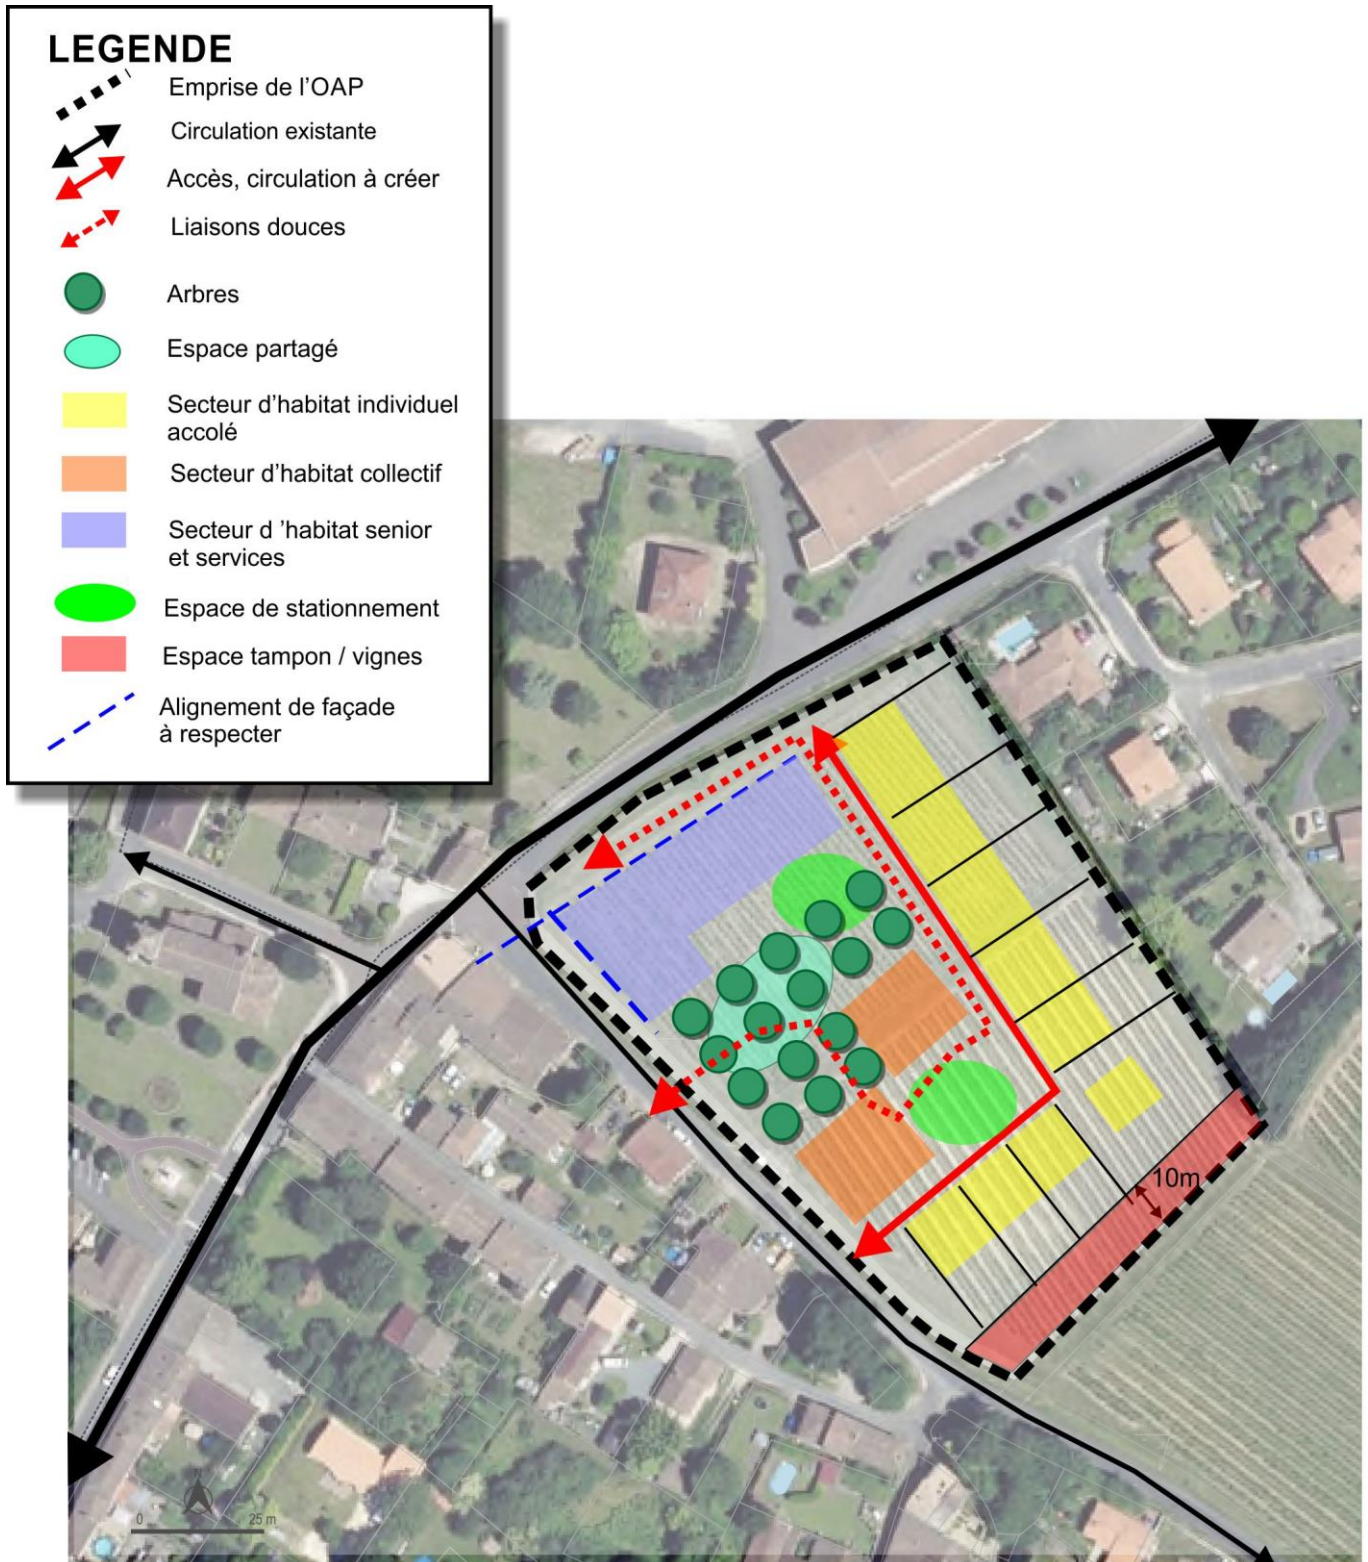 LEGENDE
Emprise de l'OAP
Circulation existante
Accès, circulation à créer
Liaisons douces
Arbres
Espace partagé
Secteur d'habitat individuel
accolé
Secteur d'habitat collectif
Secteur d 'habitat senior
et services
Espace de stationnement
Espace tampon / vignes
Alignement de façade
à respecter
10m
0
25 m